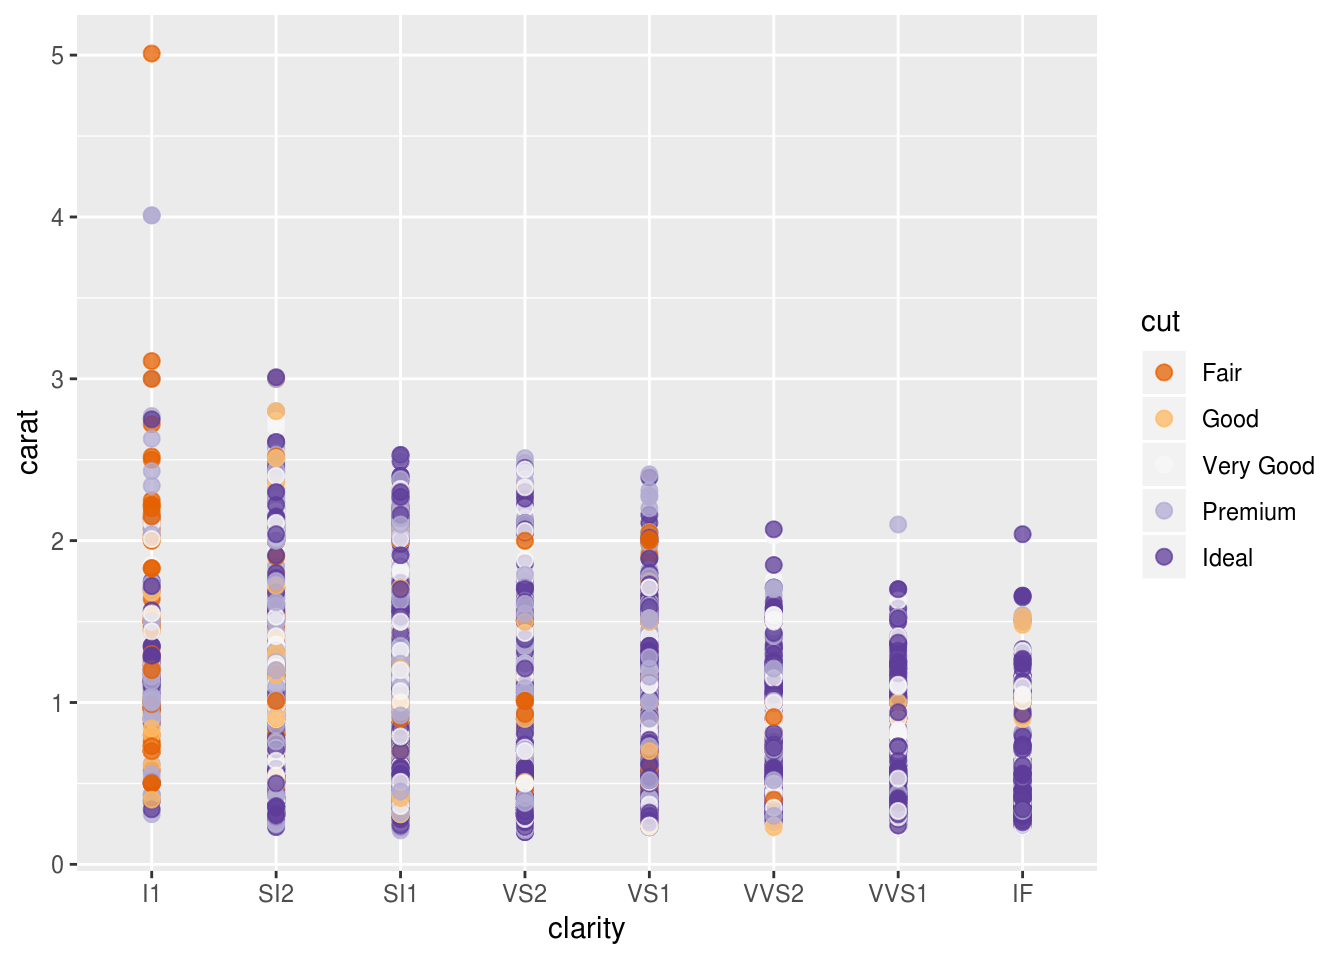 5
4
3
2
1
0
carat
I1 SI2 SI1 VS2 VS1 VVS2 VVS1 IF
clarity
cut
Fair
Good
Very Good
Premium
Ideal